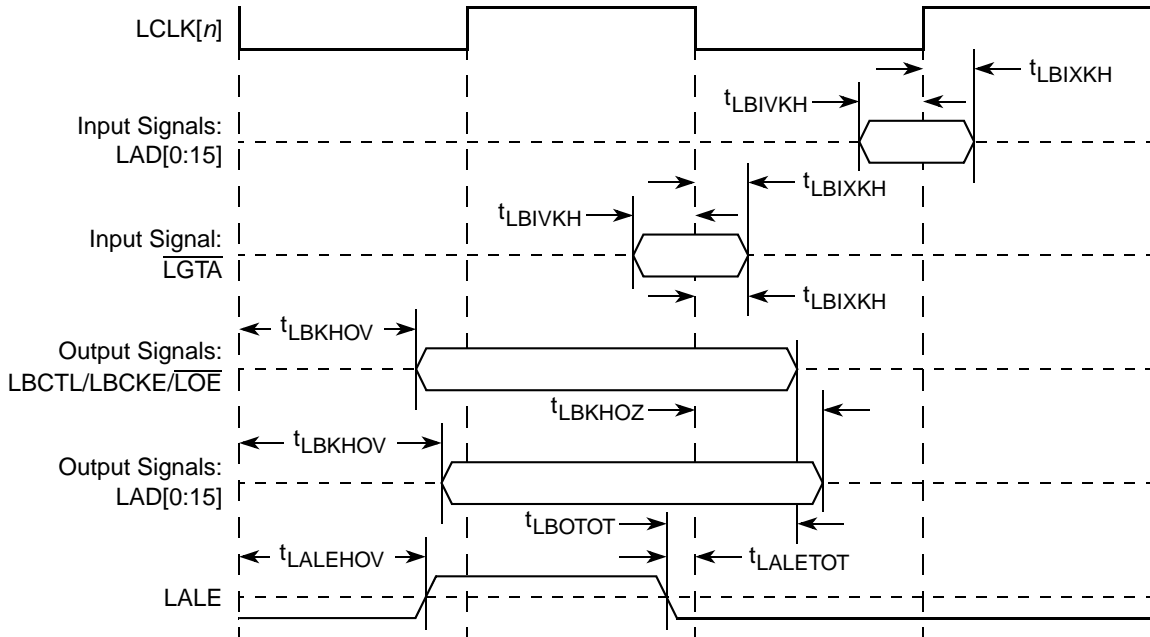 LCLK[n]
tLBIXKH
tLBIVKH
Input Signals:
LAD[0:15]
tLBIXKH
tLBIVKH
Input Signal:
LGTA
tLBIXKH
tLBKHOV
Output Signals:
LBCTL/LBCKE/LOE
tLBKHOZ
tLBKHOV
Output Signals:
LAD[0:15]
tLBOTOT
tLALEHOV
tLALETOT
LALE